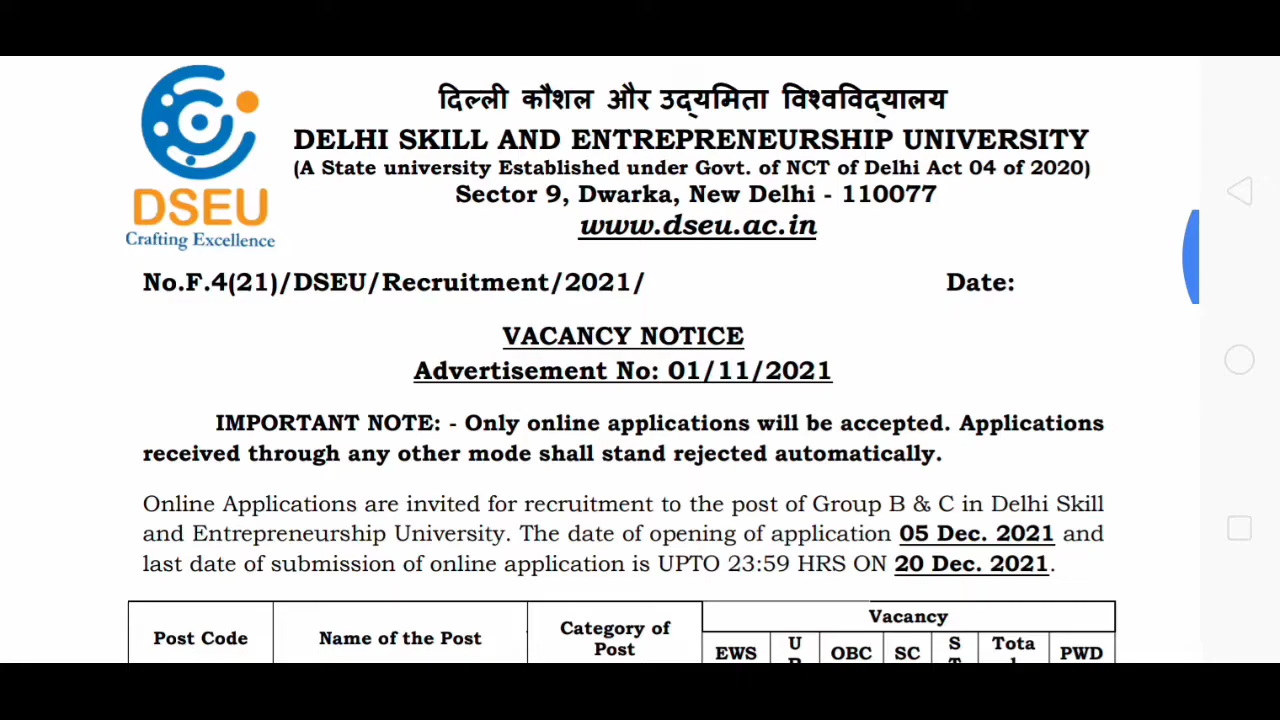 दिल्ली कौशल और उद्यमिता विश्वविद्यालय
DELHI SKILL AND ENTREPRENEURSHIP UNIVERSITY
(A State university Established under Govt. of NCT of Delhi Act 04 of 2020)
Sector 9, Dwarka, New Delhi - 110077
www.dseu.ac.in
DSEU
Crafting Excellence
No.F.4(21)/DSEU/Recruitment/2021/ Date:
VACANCY NOTICE
Advertisement No: 01/11/2021
IMPORTANT NOTE: - Only online applications will be accepted. Applications
received through any other mode shall stand rejected automatically.
Online Applications are invited for recruitment to the post of Group B & C in Delhi Skill
and Entrepreneurship University. The date of opening of application 05 Dec. 2021 and
last date of submission of online application is UPTO 23:59 HRS ON 20 Dec. 2021.
Post Code Name of the Post Category of Post Vacancy
EWS U R OBC SC S T Tota l PWD